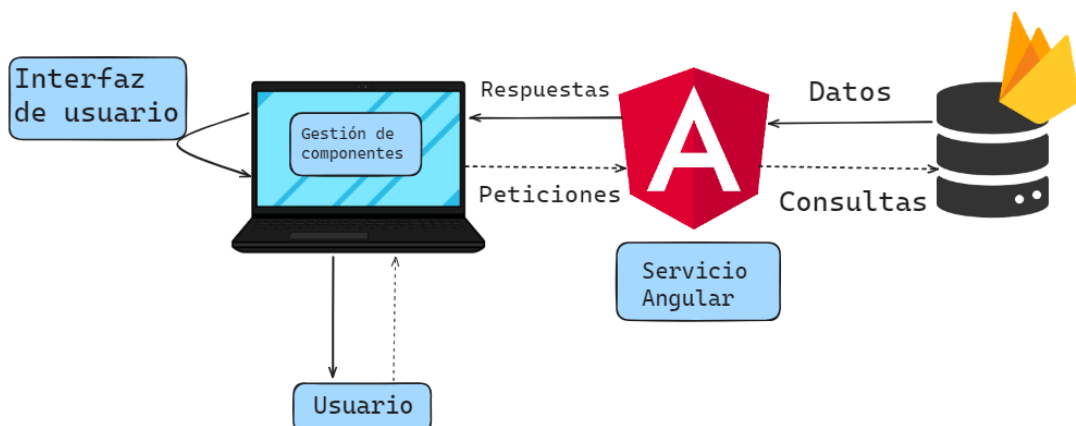 Interfaz
de usuario
Gestión de
componentes
Respuestas
Peticiones
Datos
Consultas
Servicio
Angular
Usuario